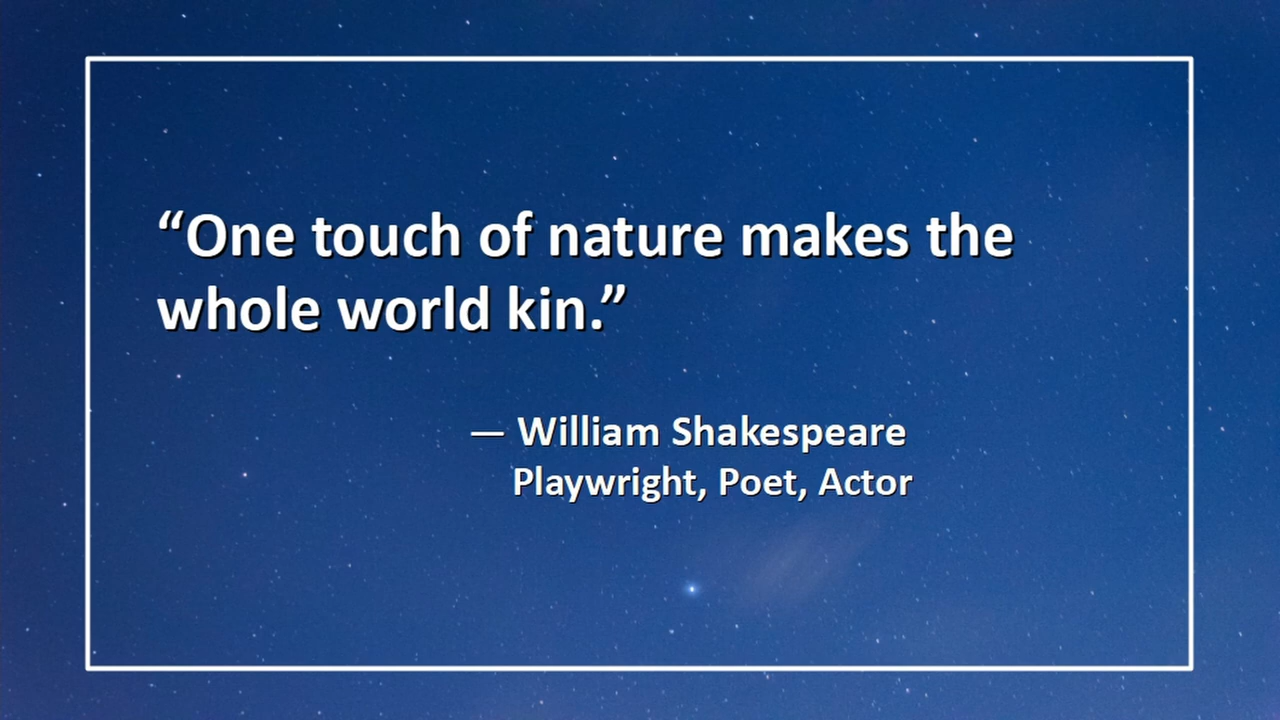 “One touch of nature makes the
whole world kin.”
— William Shakespeare
Playwright, Poet, Actor